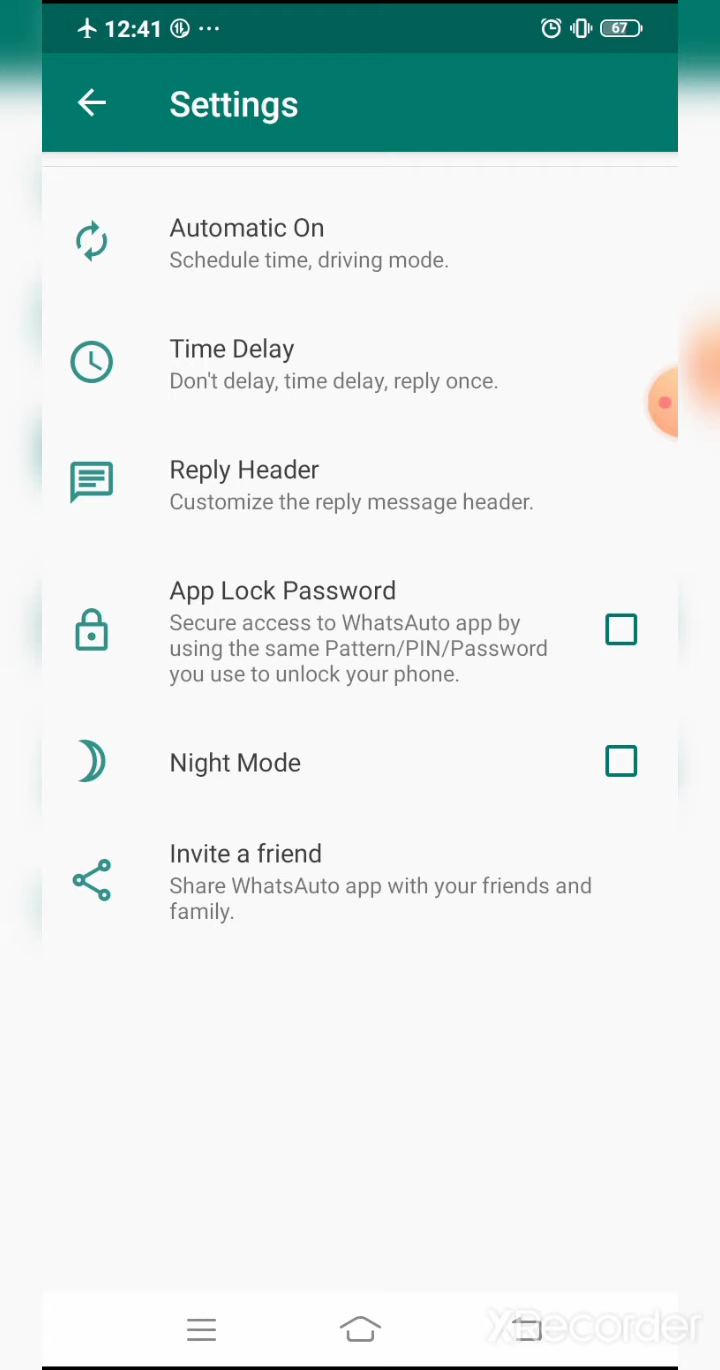 12:41 ... 67
Settings
Automatic On
Schedule time, driving mode.
Time Delay
Don't delay, time delay, reply once.
Reply Header
Customize the reply message header.
App Lock Password
Secure access to WhatsAuto app by
using the same Pattern/PIN/Password
you use to unlock your phone.
Night Mode
Invite a friend
Share WhatsAuto app with your friends and
family.
XRecorder